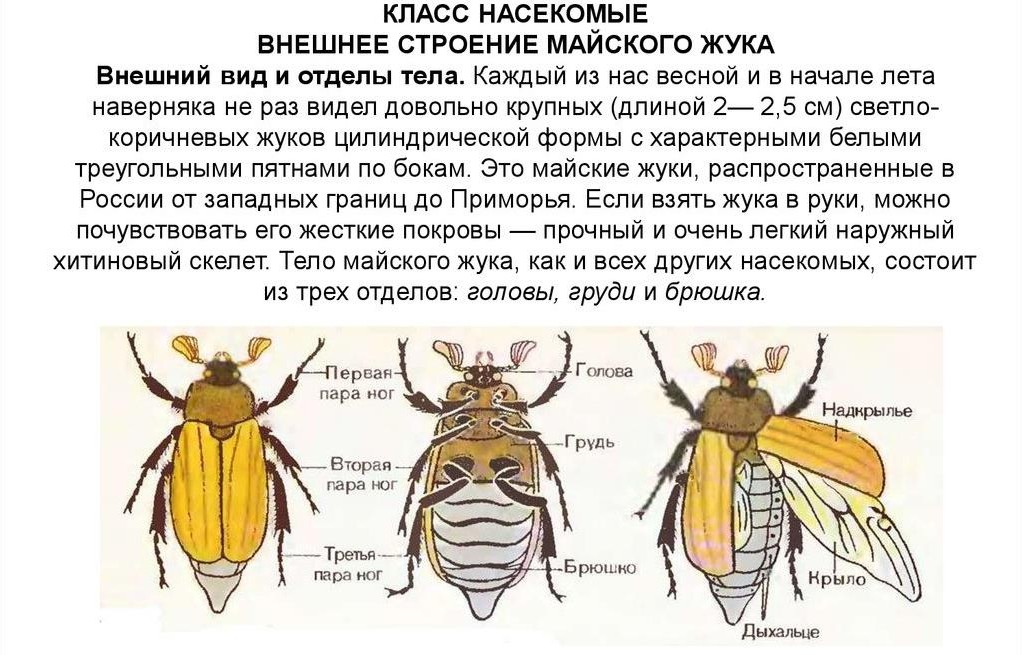 КЛАСС НАСЕКОМЫЕ
ВНЕШНЕЕ СТРОЕНИЕ МАЙСКОГО ЖУКА
Внешний вид и отделы тела. Каждый из нас весной и в начале лета
наверняка не раз видел довольно крупных (длиной 2— 2,5 см) светло-
коричневых жуков цилиндрической формы с характерными белыми
треугольными пятнами по бокам. Это майские жуки, распространенные в
России от западных границ до Приморья. Если взять жука в руки, можно
почувствовать его жесткие покровы — прочный и очень легкий наружный
хитиновый скелет. Тело майского жука, как и всех других насекомых, состоит
из трех отделов: головы, груди и брюшка.
Первая
пара ног
Вторая
пара ног
Третья
пара ног
Голова
Грудь
Брюшко
Надкрылье
Крыло
Дыхальце